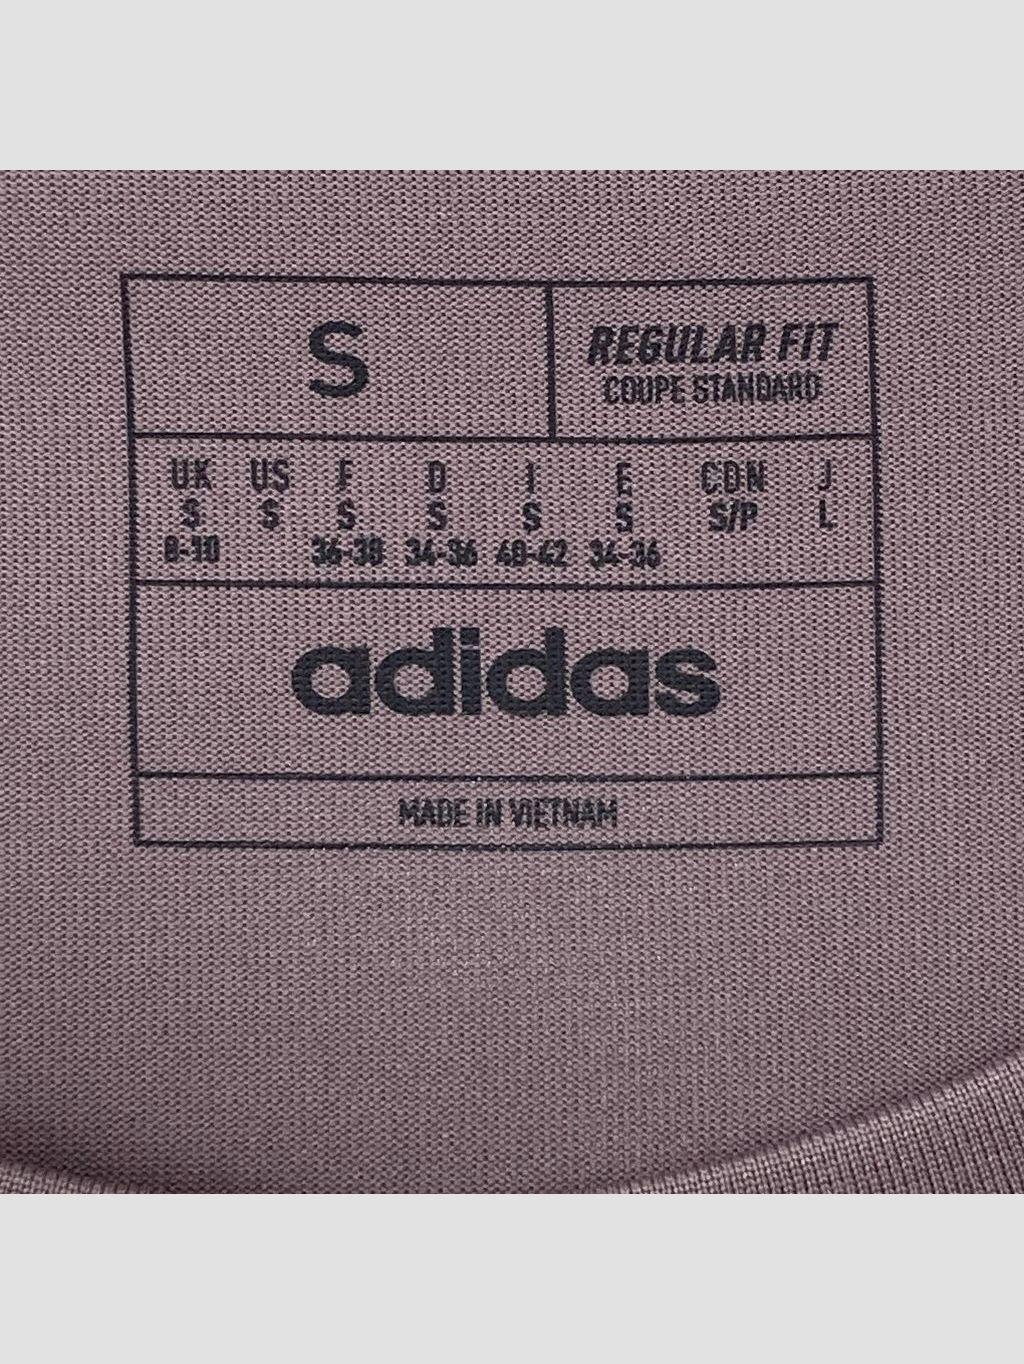 S
REGULAR FIT
COUPE STANDARD
UK US F D I E CDN J
S S S S S S S/P L
8-10 36-38 34-36 40-42 34-36
adidas
MADE IN VIETNAM